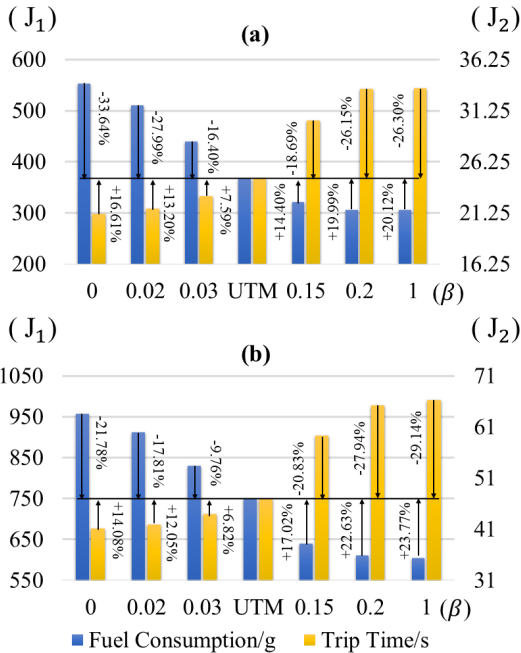 ( J₁) ( J₂)
(a)
600 36.25
500 31.25
400 26.25
300 21.25
200 16.25
-33.64% -27.99% -16.40% -18.69% -26.15% -26.30%
+16.61% +13.20% +7.59% +14.40% +19.99% +20.12%
0 0.02 0.03 UTM 0.15 0.2 1 (β)
( J₁) ( J₂)
(b)
1050 71
950 61
850 51
750
650 41
550 31
-21.78% -17.81% -9.76% -20.83% -27.94% -29.14%
+14.08% +12.05% +6.82% +17.02% +22.63% +23.77%
0 0.02 0.03 UTM 0.15 0.2 1 (β)
Fuel Consumption/g Trip Time/s